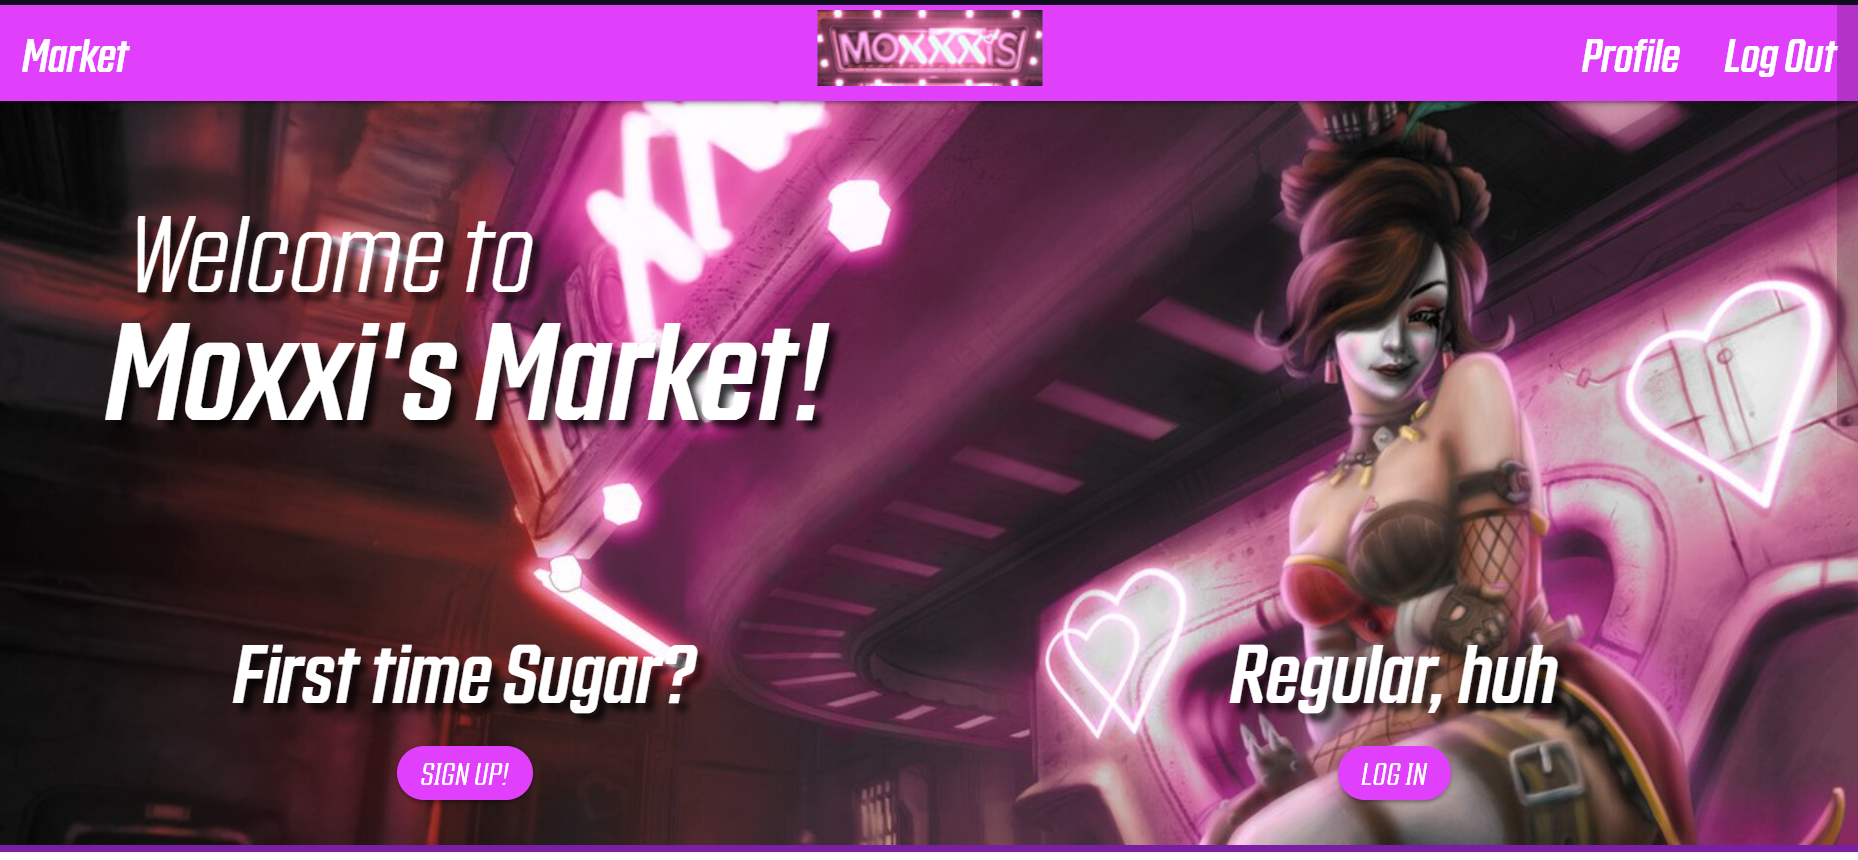 Market
MOXXXI'S
Profile
Log Out
Welcome to
Moxxi's Market!
First time Sugar?
Regular, huh
SIGN UP!
LOG IN